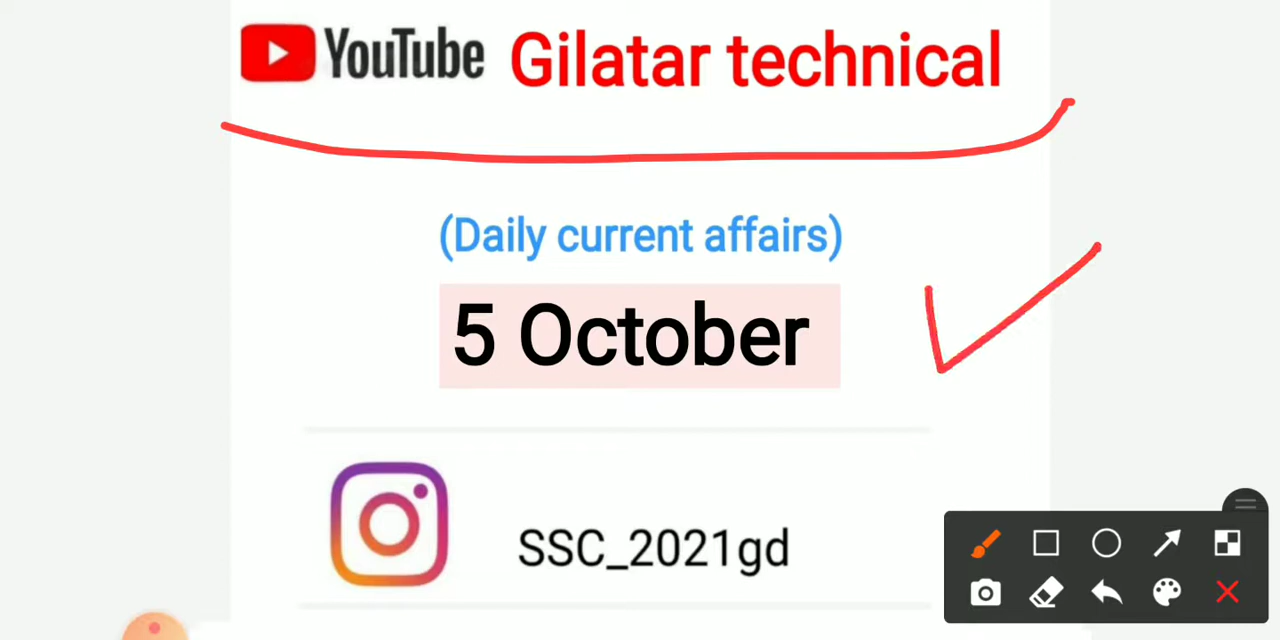 YouTube Gilatar technical
(Daily current affairs)
5 October
SSC_2021gd